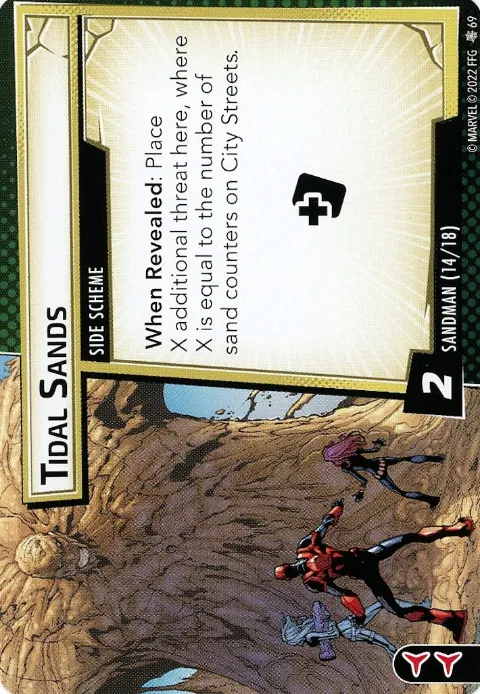 TIDAL SANDS
SIDE SCHEME
When Revealed: Place
X additional threat here, where
X is equal to the number of
sand counters on City Streets.
2
SANDMAN (14/18)
© MARVEL © 2022 FFG 69